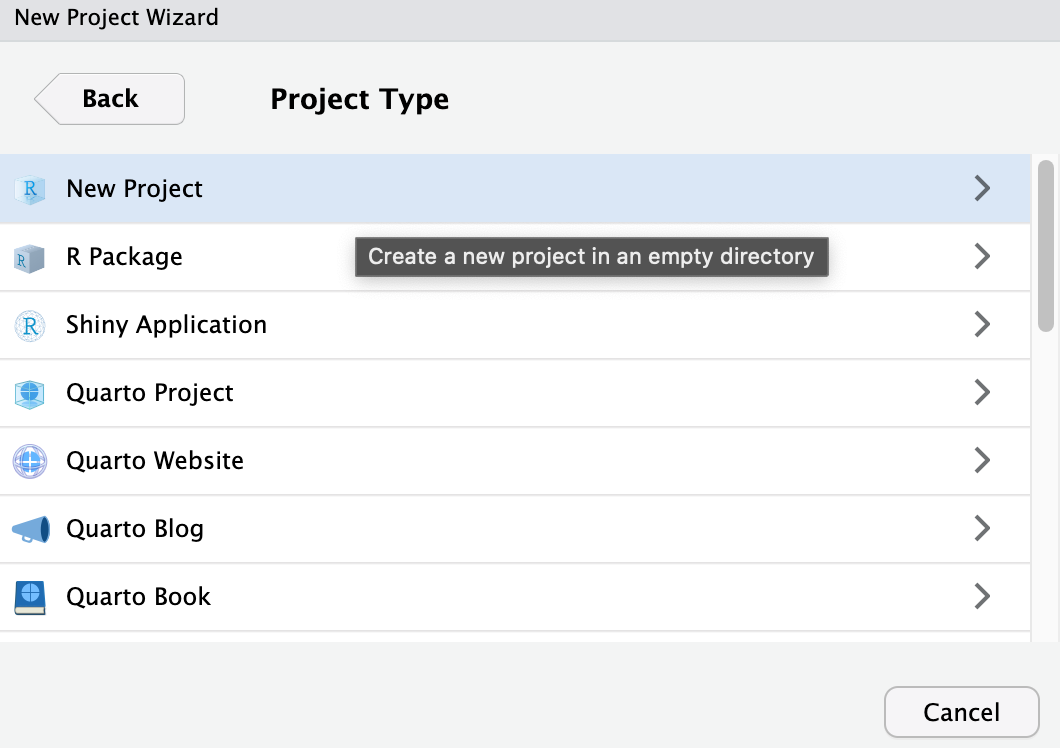 New Project Wizard
Back
Project Type
New Project
R Package
Create a new project in an empty directory
Shiny Application
Quarto Project
Quarto Website
Quarto Blog
Quarto Book
Cancel